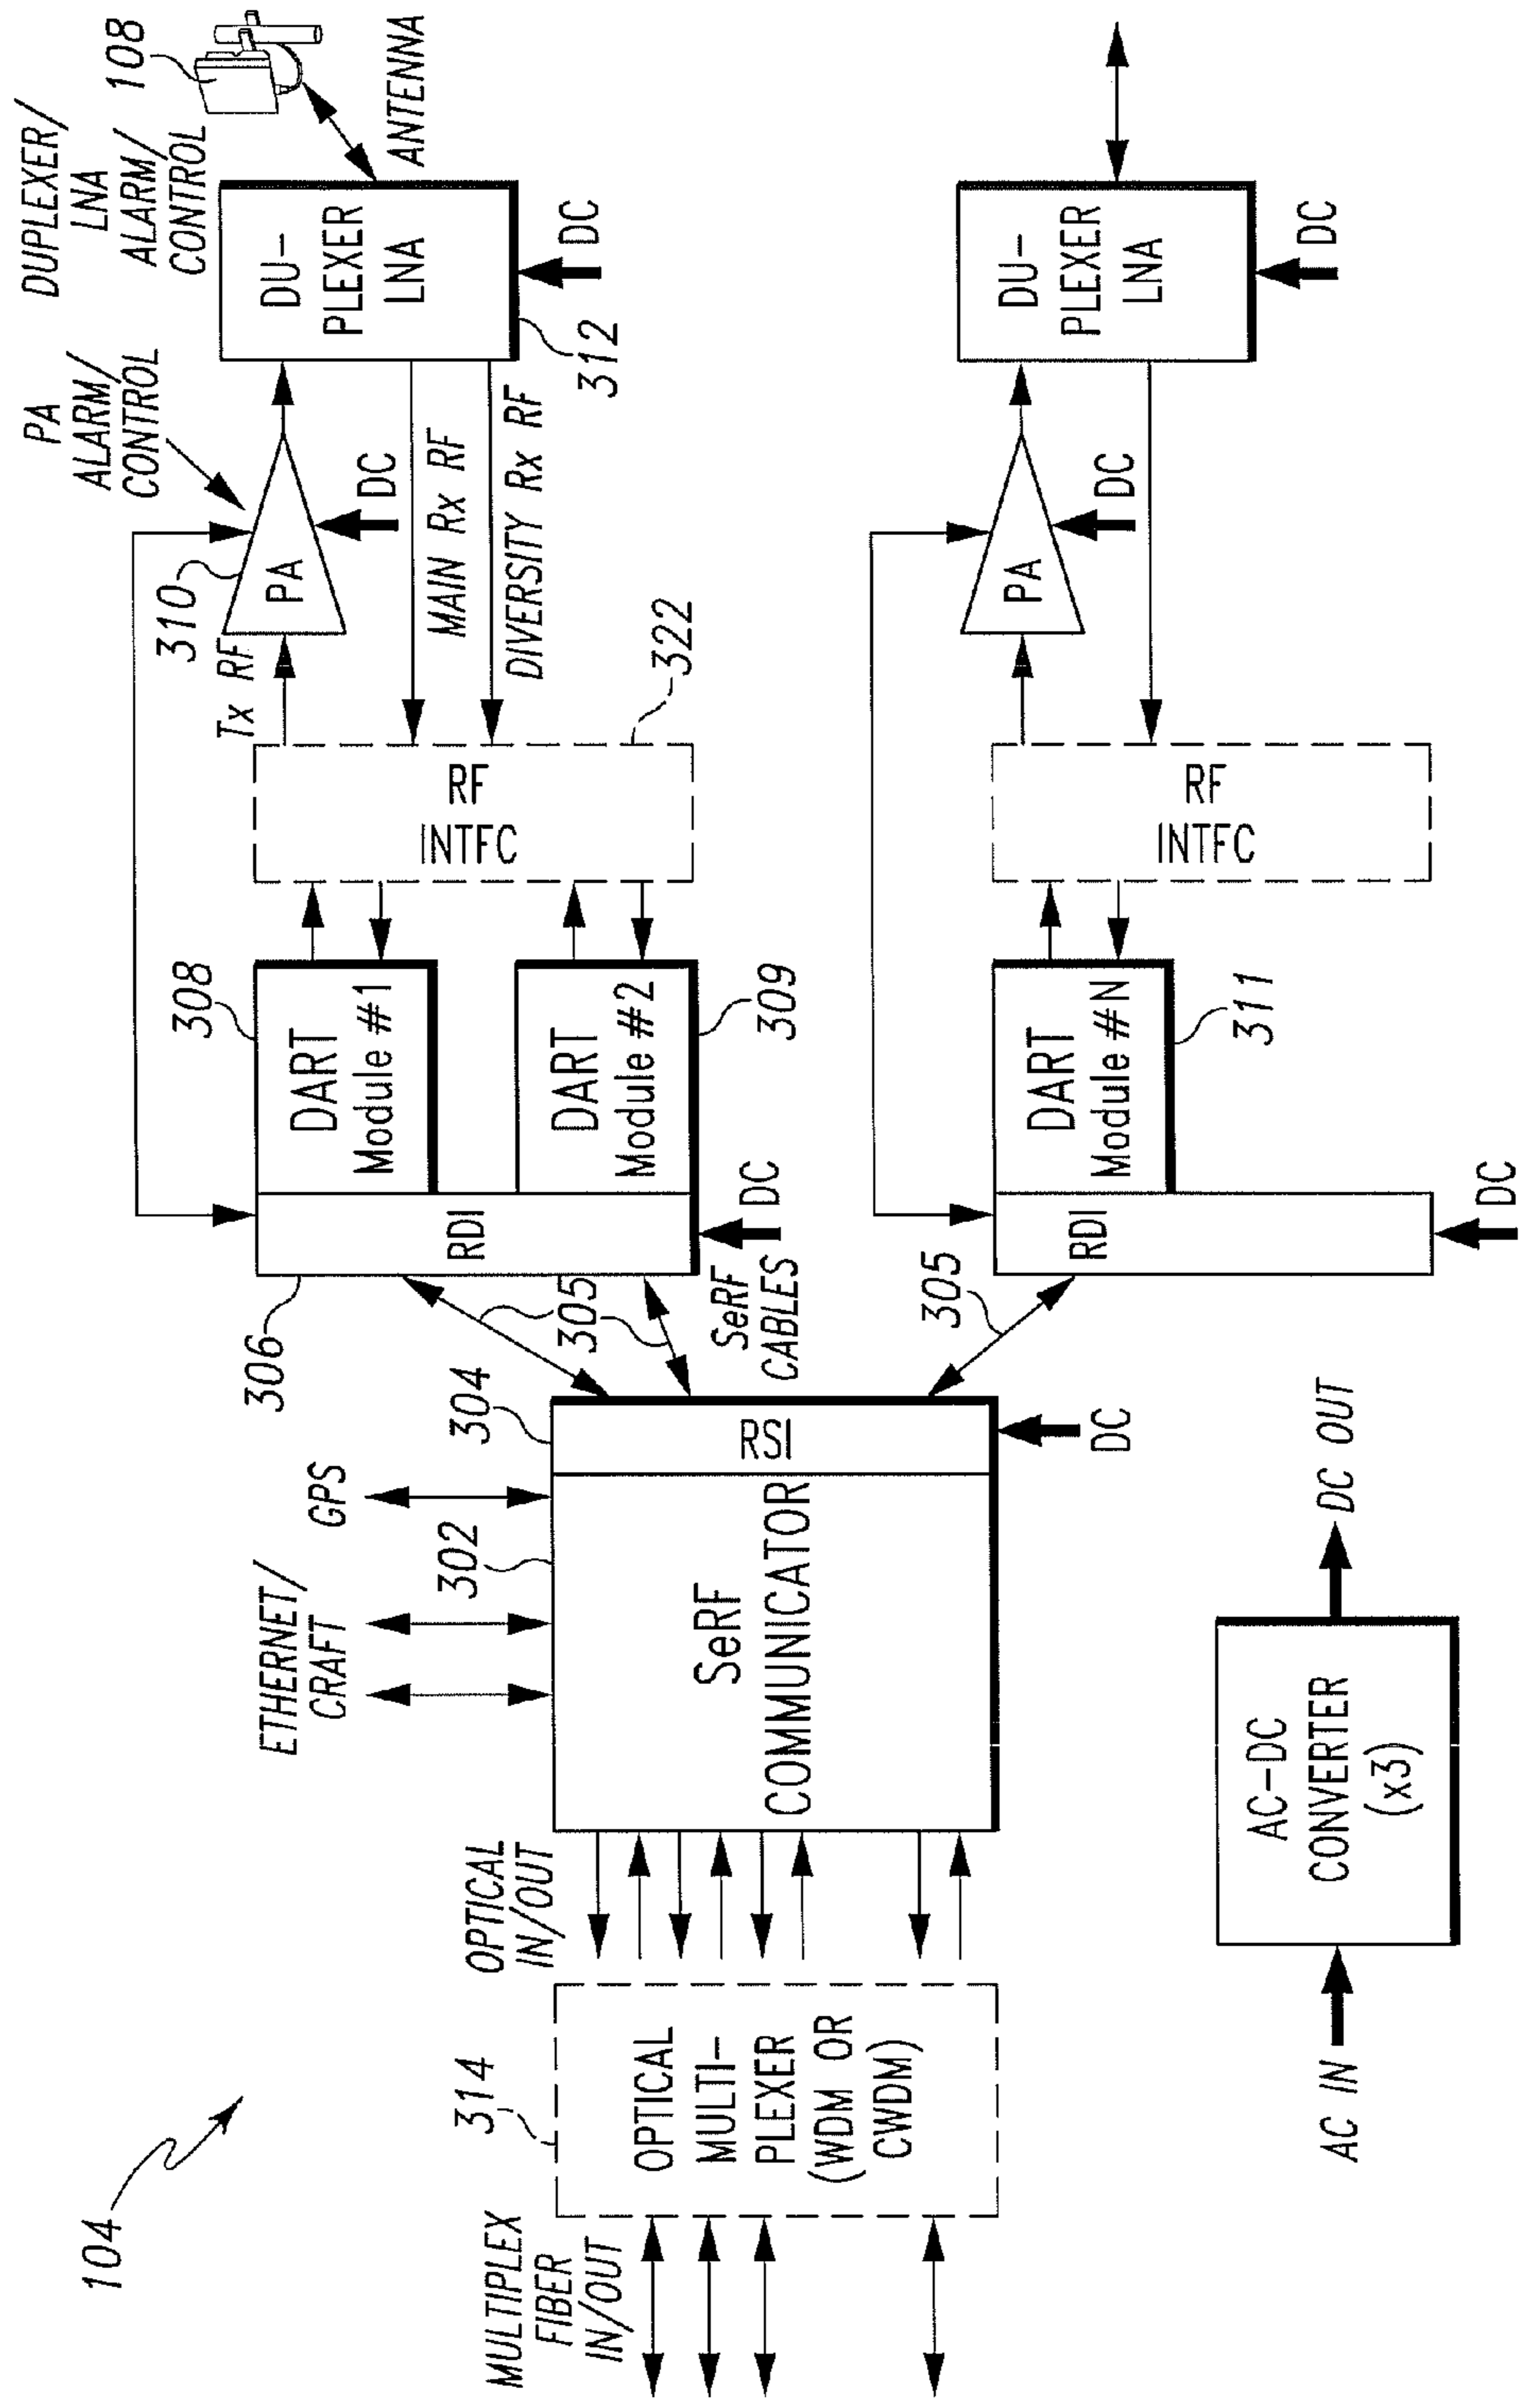 104
MULTIPLEX
FIBER
IN/OUT
314
OPTICAL
MULTI-
PLEXER
(WDM OR
CWDM)
OPTICAL
IN/OUT
ETHERNET/
CRAFT
GPS
302
SeRF
COMMUNICATOR
304
RSI
DC
305
SeRF
CABLES
305
306
RDI
DC
308
DART
Module #1
DART
Module #2
309
RF
INTFC
322
Tx RF
310
PA
PA
ALARM/
CONTROL
DC
MAIN Rx RF
DIVERSITY Rx RF
DUPLEXER/
LNA
ALARM/
CONTROL
DU-
PLEXER
LNA
312
DC
108
ANTENNA
RDI
DC
DART
Module #N
311
RF
INTFC
PA
DC
DU-
PLEXER
LNA
DC
AC IN
AC-DC
CONVERTER
(x3)
DC OUT